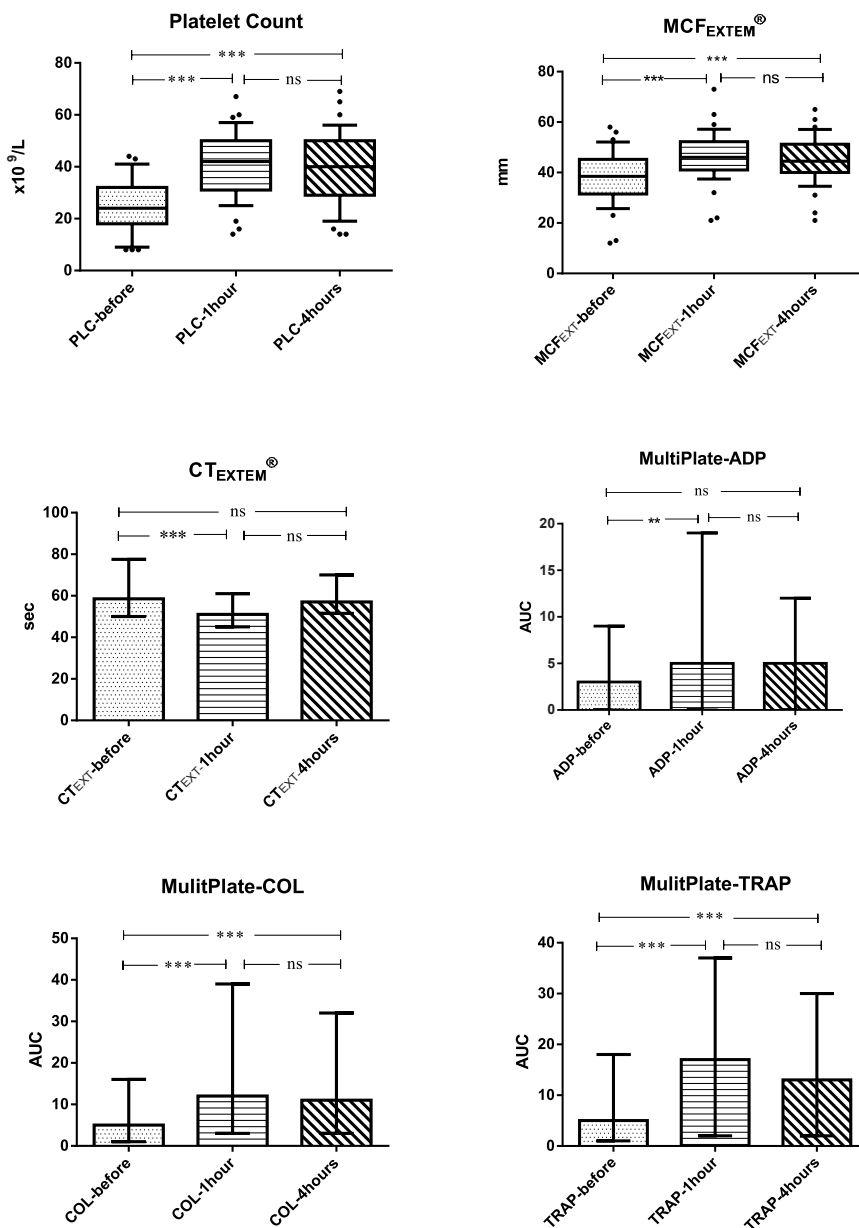 Platelet Count
***
***
ns
80
60
40
20
0
x10 9/L
PLC-before
PLC-1hour
PLC-4hours
MCFEXTEM®
***
***
ns
80
60
40
20
0
mm
MCFEXT-before
MCFEXT-1hour
MCFEXT-4hours
CTEXTEM®
ns
***
ns
100
80
60
40
20
0
sec
CTEXT-before
CTEXT-1hour
CTEXT-4hours
MultiPlate-ADP
ns
**
ns
20
15
10
5
0
AUC
ADP-before
ADP-1hour
ADP-4hours
MulitPlate-COL
***
***
ns
50
40
30
20
10
0
AUC
COL-before
COL-1hour
COL-4hours
MulitPlate-TRAP
***
***
ns
40
30
20
10
0
AUC
TRAP-before
TRAP-1hour
TRAP-4hours